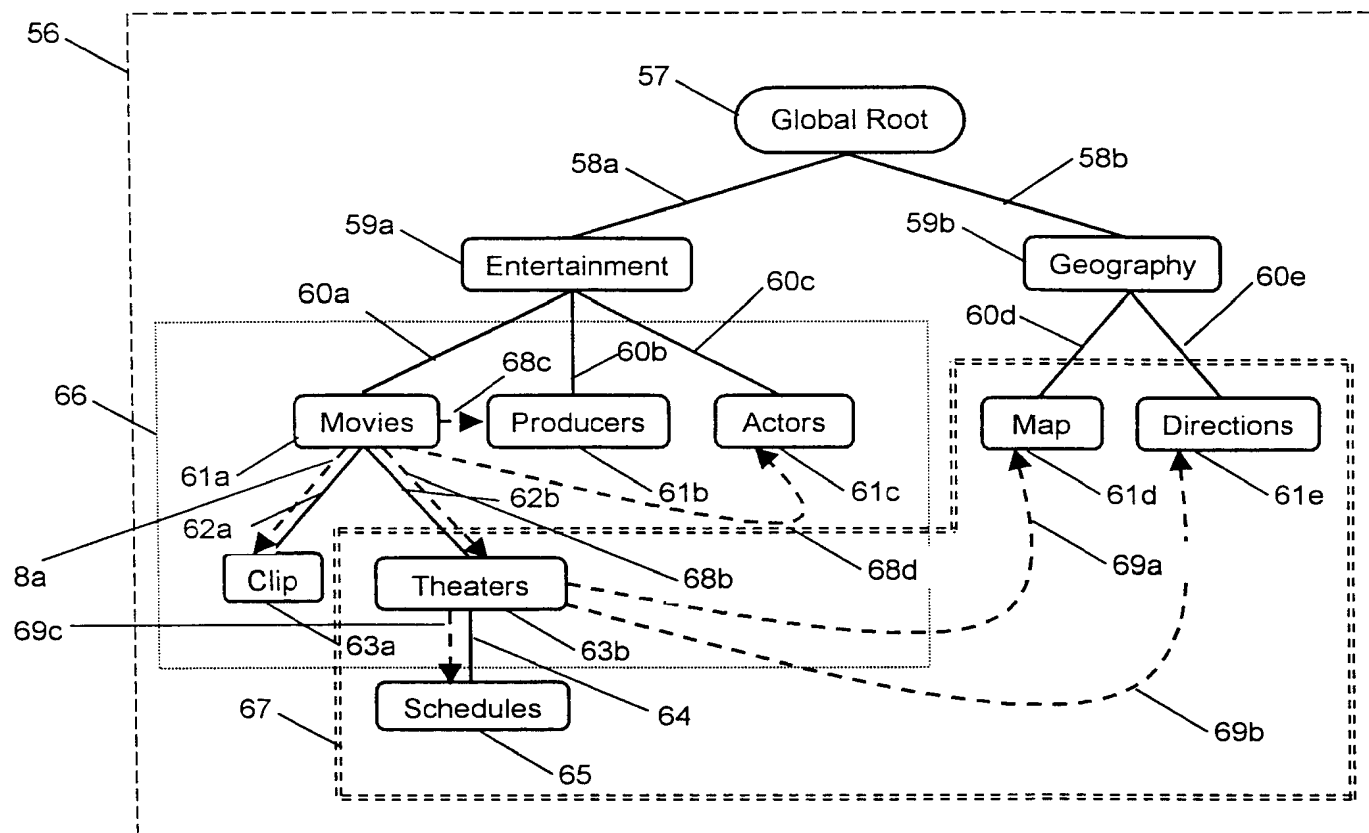 56
57
Global Root
58a
58b
59a
59b
Entertainment
Geography
60a
60c
60e
60d
68c
60b
66
Movies
Producers
Actors
Map
Directions
61a
62b
61b
61c
61d
61e
62a
8a
Clip
Theaters
68b
68d
69a
69c
63a
63b
67
Schedules
64
69b
65